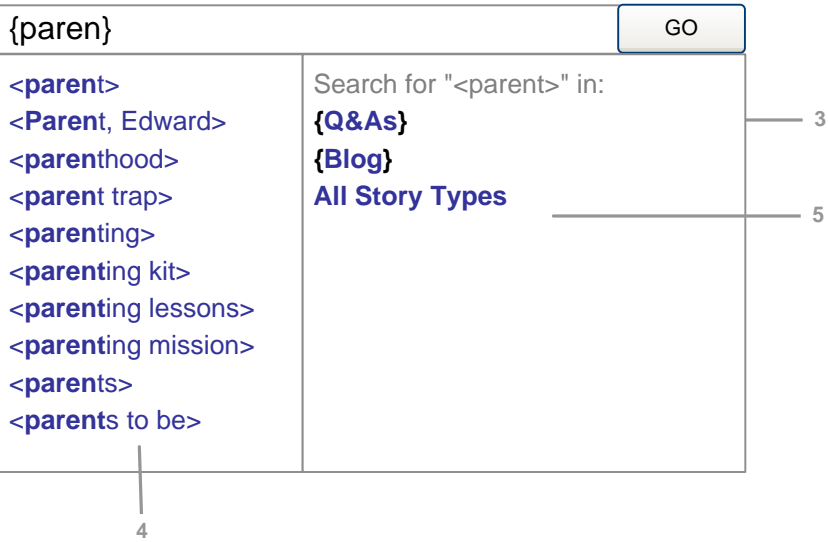 {paren}
GO
<parent>
<Parent, Edward>
<parenthood>
<parent trap>
<parenting>
<parenting kit>
<parenting lessons>
<parenting mission>
<parents>
<parents to be>
Search for "<parent>" in:
{Q&As}
{Blog}
All Story Types
3
5
4